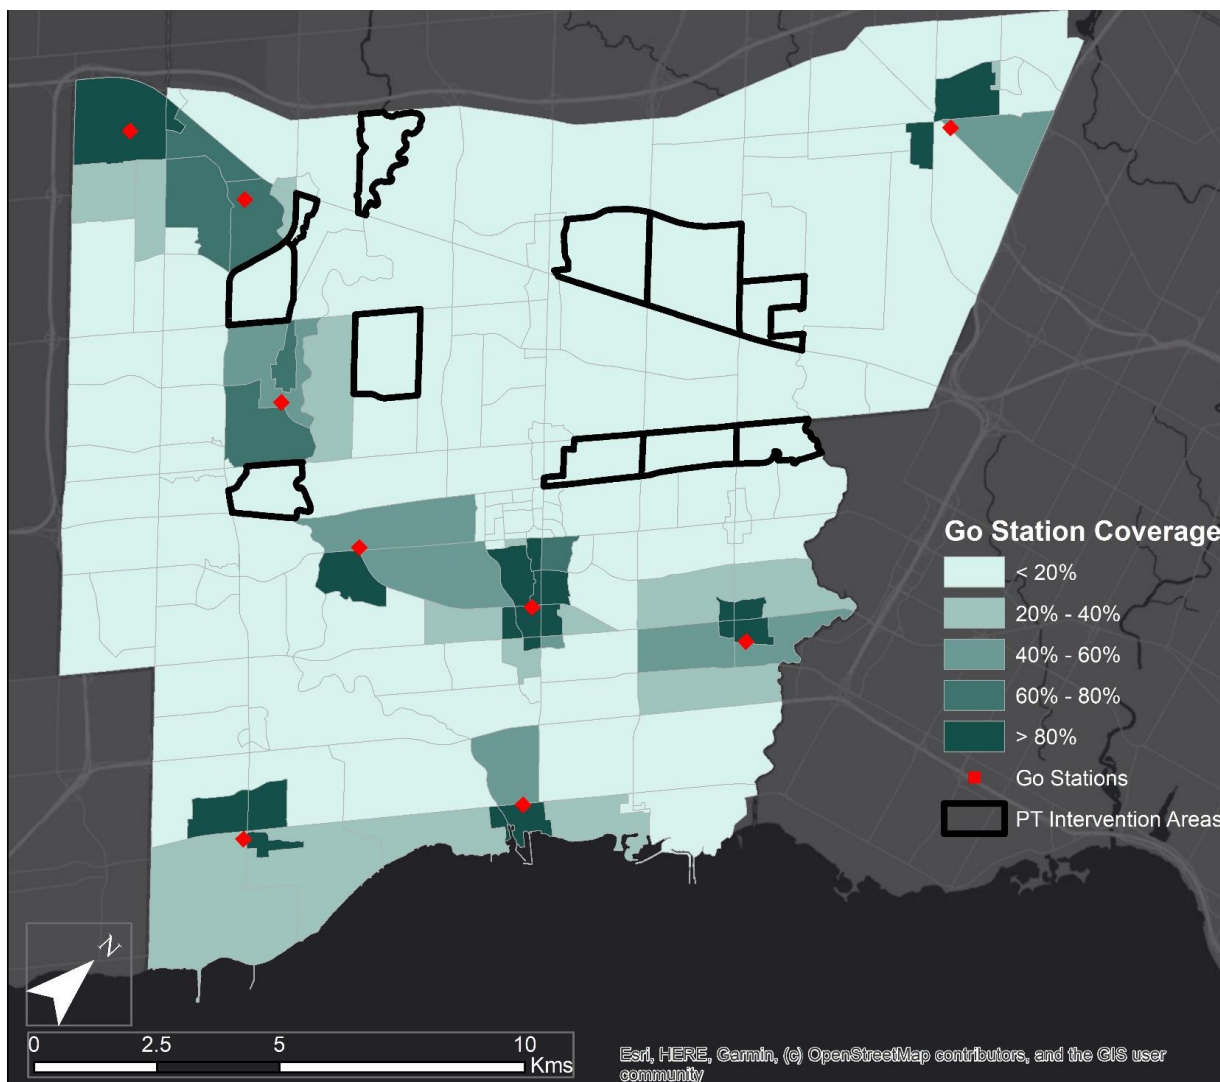 Go Station Coverage
< 20%
20% - 40%
40% - 60%
60% - 80%
> 80%
Go Stations
PT Intervention Areas
N
0 2.5 5 10
Kms
Esri, HERE, Garmin, (c) OpenStreetMap contributors, and the GIS user
community